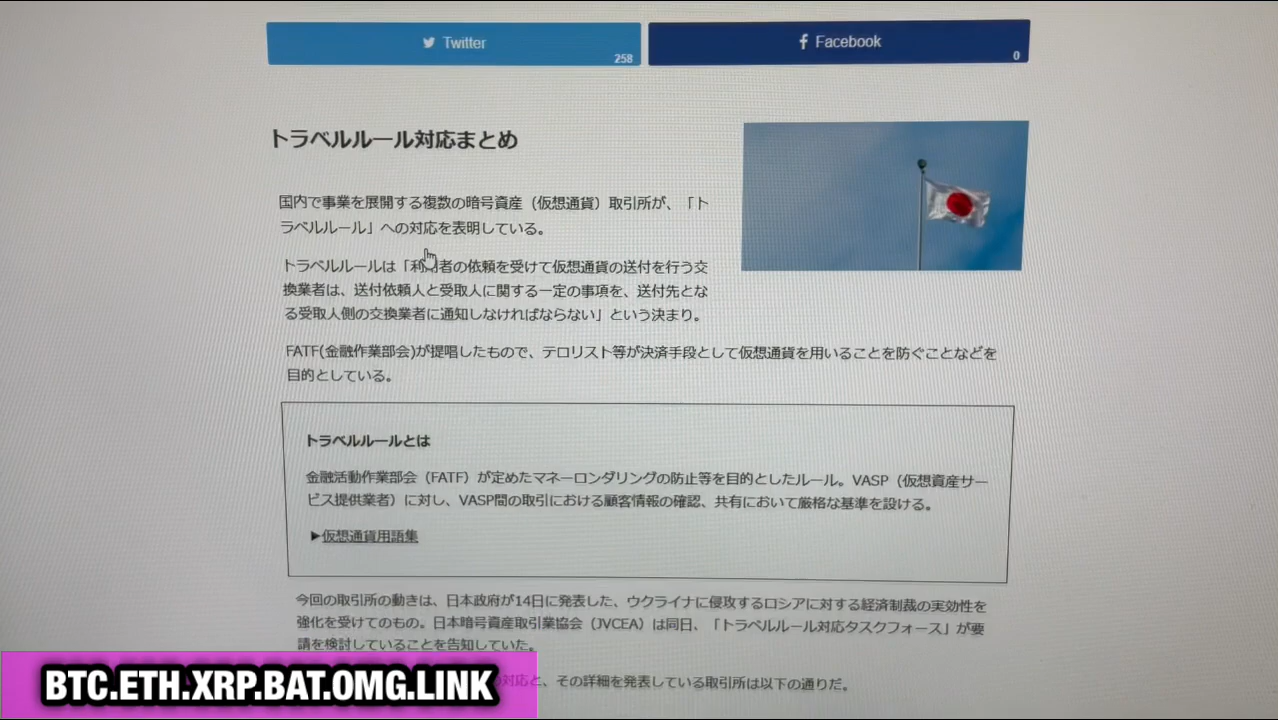 Twitter
258
Facebook
0
トラベルルール対応まとめ
国内で事業を展開する複数の暗号資産（仮想通貨）取引所が、「ト
ラベルルール」への対応を表明している。
トラベルルールは「利用者の依頼を受けて仮想通貨の送付を行う交
換業者は、送付依頼人と受取人に関する一定の事項を、送付先とな
る受取人側の交換業者に通知しなければならない」という決まり。
FATF(金融作業部会)が提唱したもので、テロリスト等が決済手段として仮想通貨を用いることを防ぐことなどを
目的としている。
トラベルルールとは
金融活動作業部会（FATF）が定めたマネーロンダリングの防止等を目的としたルール。VASP（仮想資産サー
ビス提供業者）に対し、VASP間の取引における顧客情報の確認、共有において厳格な基準を設ける。
▶仮想通貨用語集
今回の取引所の動きは、日本政府が14日に発表した、ウクライナに侵攻するロシアに対する経済制裁の実効性を
強化を受けてのもの。日本暗号資産取引業協会（JVCEA）は同日、「トラベルルール対応タスクフォース」が要
請を検討していることを告知していた。
の対応と、その詳細を発表している取引所は以下の通りだ。
BTC.ETH.XRP.BAT.OMG.LINK